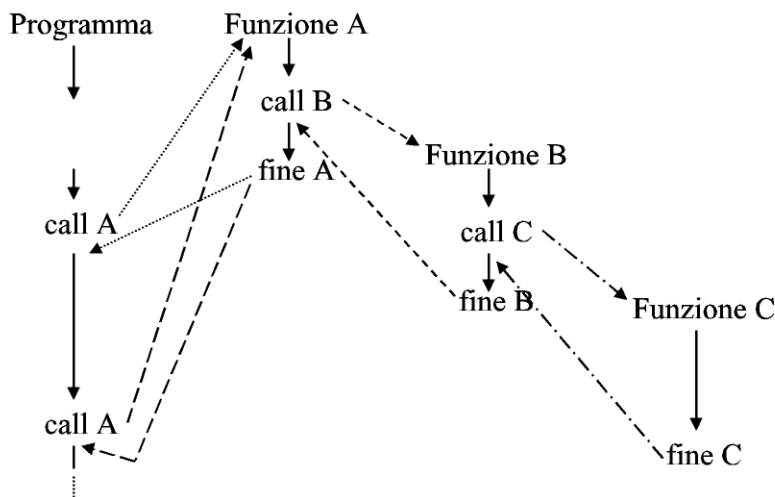 Programma
Funzione A
call B
fine A
call A
call A
Funzione B
call C
fine B
Funzione C
fine C